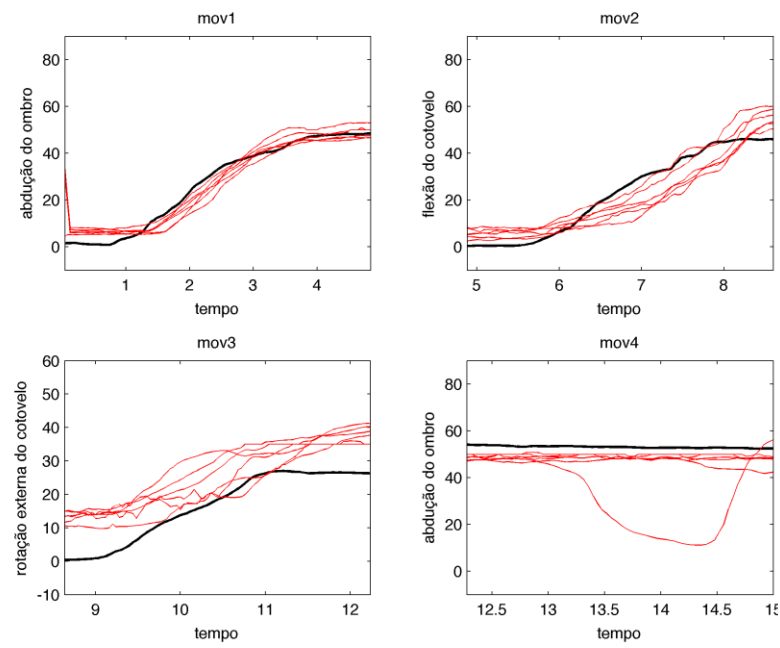 mov1
80
60
40
20
0
abdução do ombro
1 2 3 4
tempo
mov2
80
60
40
20
0
flexão do cotovelo
5 6 7 8
tempo
mov3
60
50
40
30
20
10
0
-10
rotação externa do cotovelo
9 10 11 12
tempo
mov4
80
60
40
20
0
abdução do ombro
12.5 13 13.5 14 14.5 15
tempo